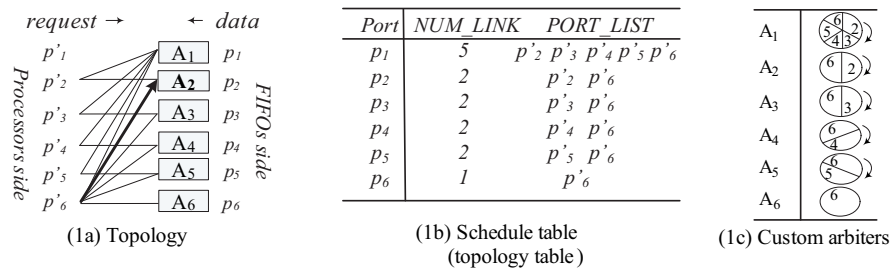 request → ← data
Processors side
FIFOs side
p'1 A1 p1
p'2 A2 p2
p'3 A3 p3
p'4 A4 p4
p'5 A5 p5
p'6 A6 p6
(1a) Topology
Port NUM_LINK PORT_LIST
p1 5 p'2 p'3 p'4 p'5 p'6
p2 2 p'2 p'6
p3 2 p'3 p'6
p4 2 p'4 p'6
p5 2 p'5 p'6
p6 1 p'6
(1b) Schedule table
(topology table)
A1 6 5 2 4 3
A2 6 2
A3 6 3
A4 6 4
A5 6 5
A6 6
(1c) Custom arbiters